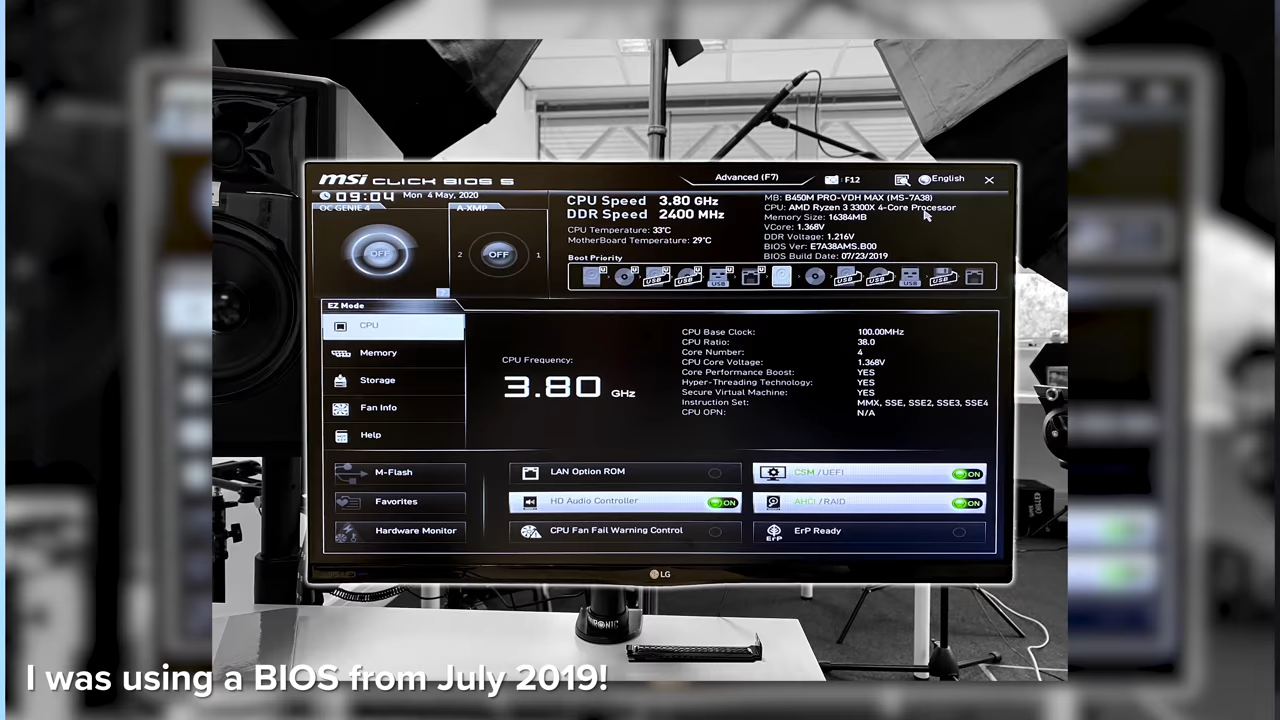 msi CLICK BIOS 5
Advanced (F7)
F12
English
09:04 Mon 4 May, 2020
OC GENIE 4
A-XMP
OFF
2 OFF 1
CPU Speed 3.80 GHz
DDR Speed 2400 MHz
CPU Temperature: 33°C
MotherBoard Temperature: 29°C
MB: B450M PRO-VDH MAX (MS-7A38)
CPU: AMD Ryzen 3 3300X 4-Core Processor
Memory Size: 16384MB
VCore: 1.368V
DDR Voltage: 1.216V
BIOS Ver: E7A38AMS.B00
BIOS Build Date: 07/23/2019
Boot Priority
U U U U U U
USB USB USB USB USB USB USB
?
EZ Mode
CPU
Memory
Storage
Fan Info
Help
CPU Frequency:
3.80 GHz
CPU Base Clock: 100.00MHz
CPU Ratio: 38.0
Core Number: 4
CPU Core Voltage: 1.368V
Core Performance Boost: YES
Hyper-Threading Technology: YES
Secure Virtual Machine: YES
Instruction Set: MMX, SSE, SSE2, SSE3, SSE4
CPU OPN: N/A
M-Flash
Favorites
Hardware Monitor
LAN Option ROM
HD Audio Controller ON
CPU Fan Fail Warning Control
CSM /UEFI ON
AHCI /RAID ON
ErP ErP Ready
LG
I was using a BIOS from July 2019!